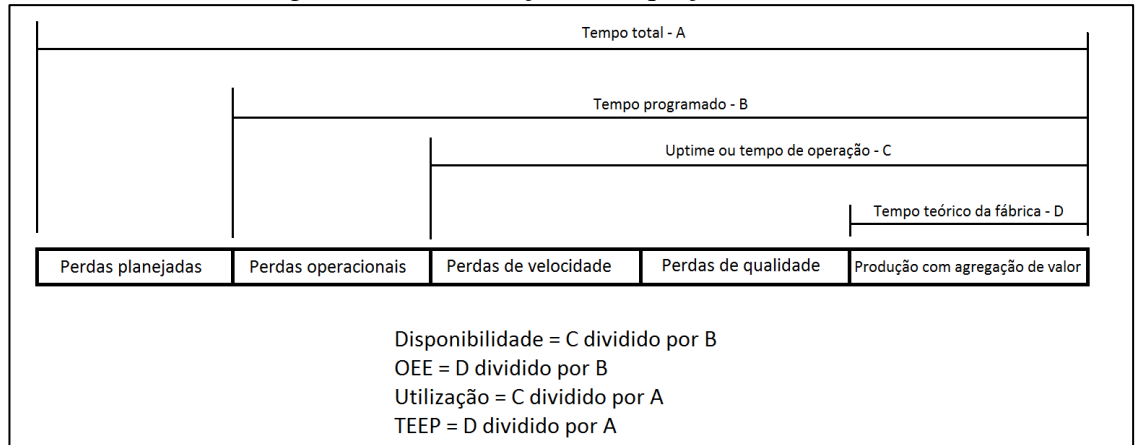 Tempo total - A
Tempo programado - B
Uptime ou tempo de operação - C
Tempo teórico da fábrica - D
Perdas planejadas Perdas operacionais Perdas de velocidade Perdas de qualidade Produção com agregação de valor
Disponibilidade = C dividido por B
OEE = D dividido por B
Utilização = C dividido por A
TEEP = D dividido por A